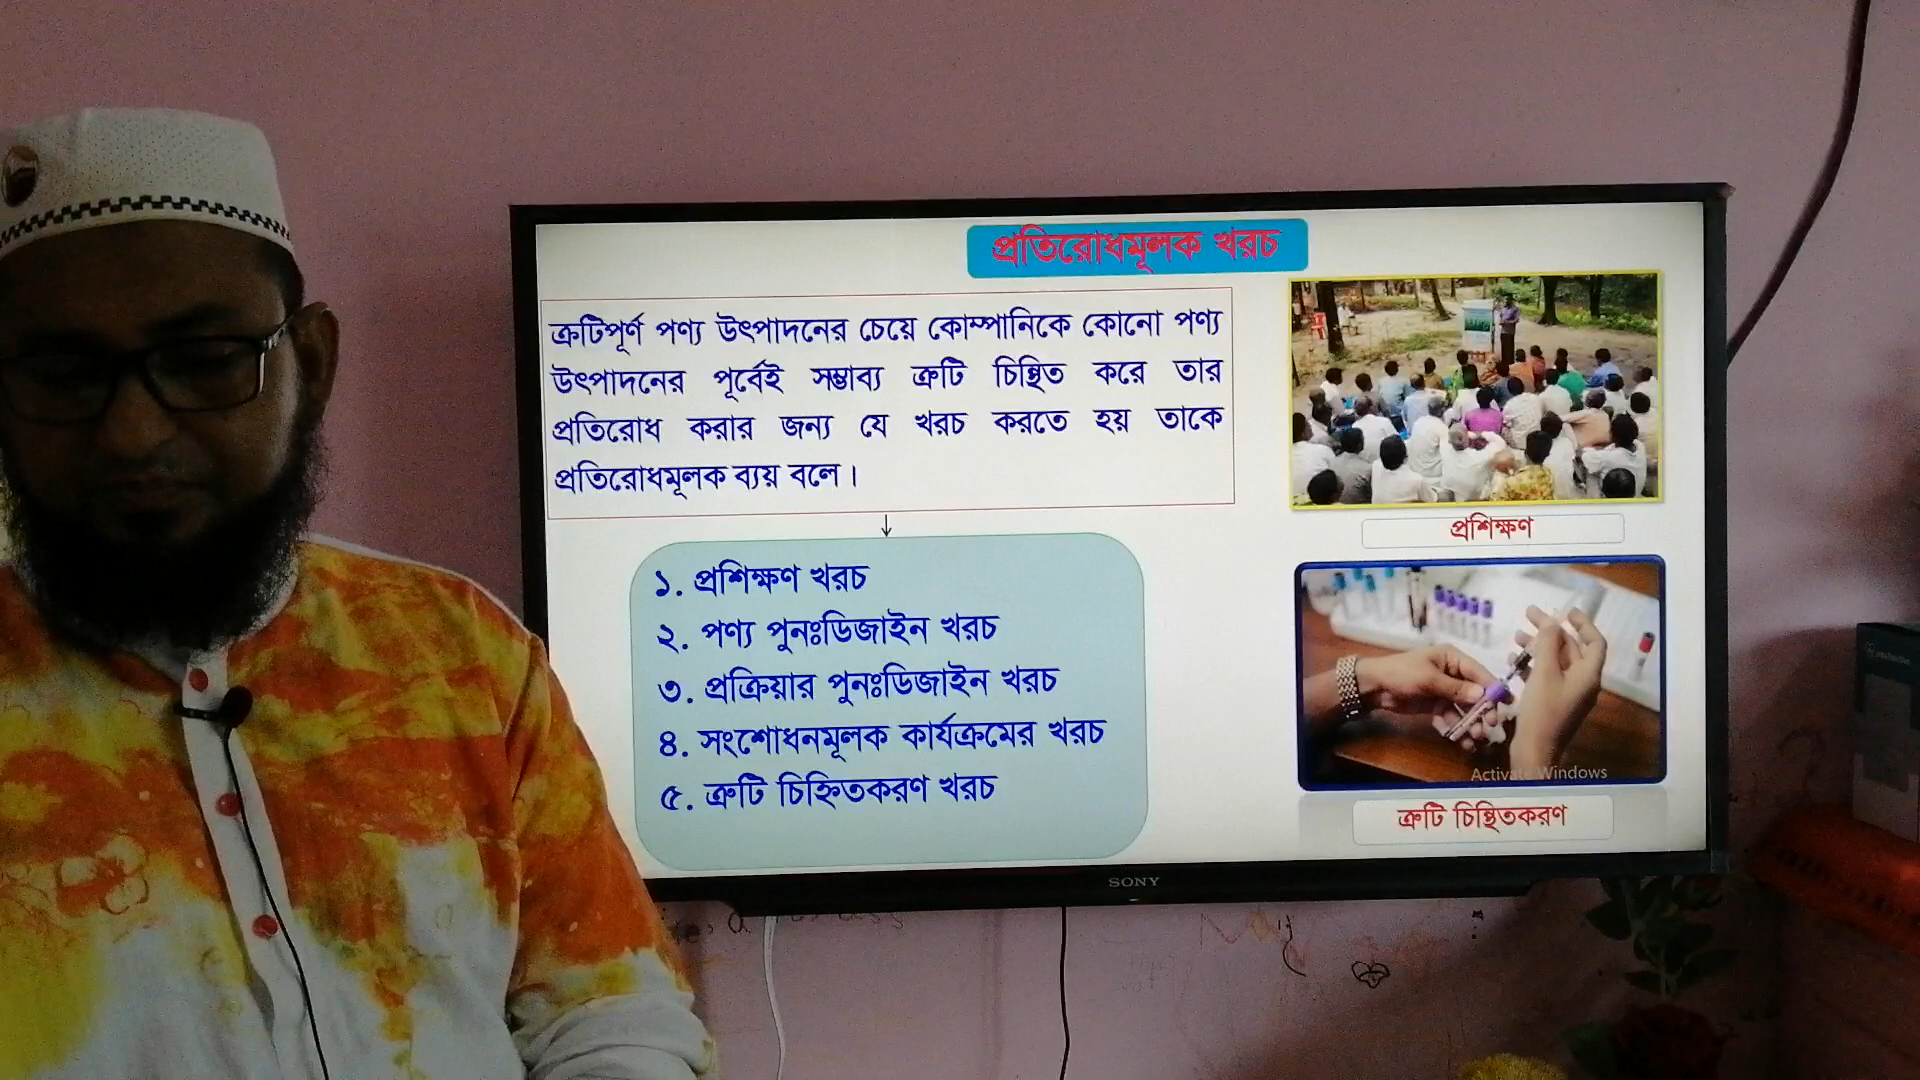 প্রতিরোধমূলক খরচ
ক্রটিপূর্ণ পণ্য উৎপাদনের চেয়ে কোম্পানিকে কোনো পণ্য
উৎপাদনের পূর্বেই সম্ভাব্য ত্রুটি চিন্থিত করে তার
প্রতিরোধ করার জন্য যে খরচ করতে হয় তাকে
প্রতিরোধমূলক ব্যয় বলে।
১. প্রশিক্ষণ খরচ
২. পণ্য পুনঃডিজাইন খরচ
৩. প্রক্রিয়ার পুনঃডিজাইন খরচ
৪. সংশোধনমূলক কার্যক্রমের খরচ
৫. ত্রুটি চিহ্নিতকরণ খরচ
প্রশিক্ষণ
Activate Windows
ত্রুটি চিন্থিতকরণ
SONY